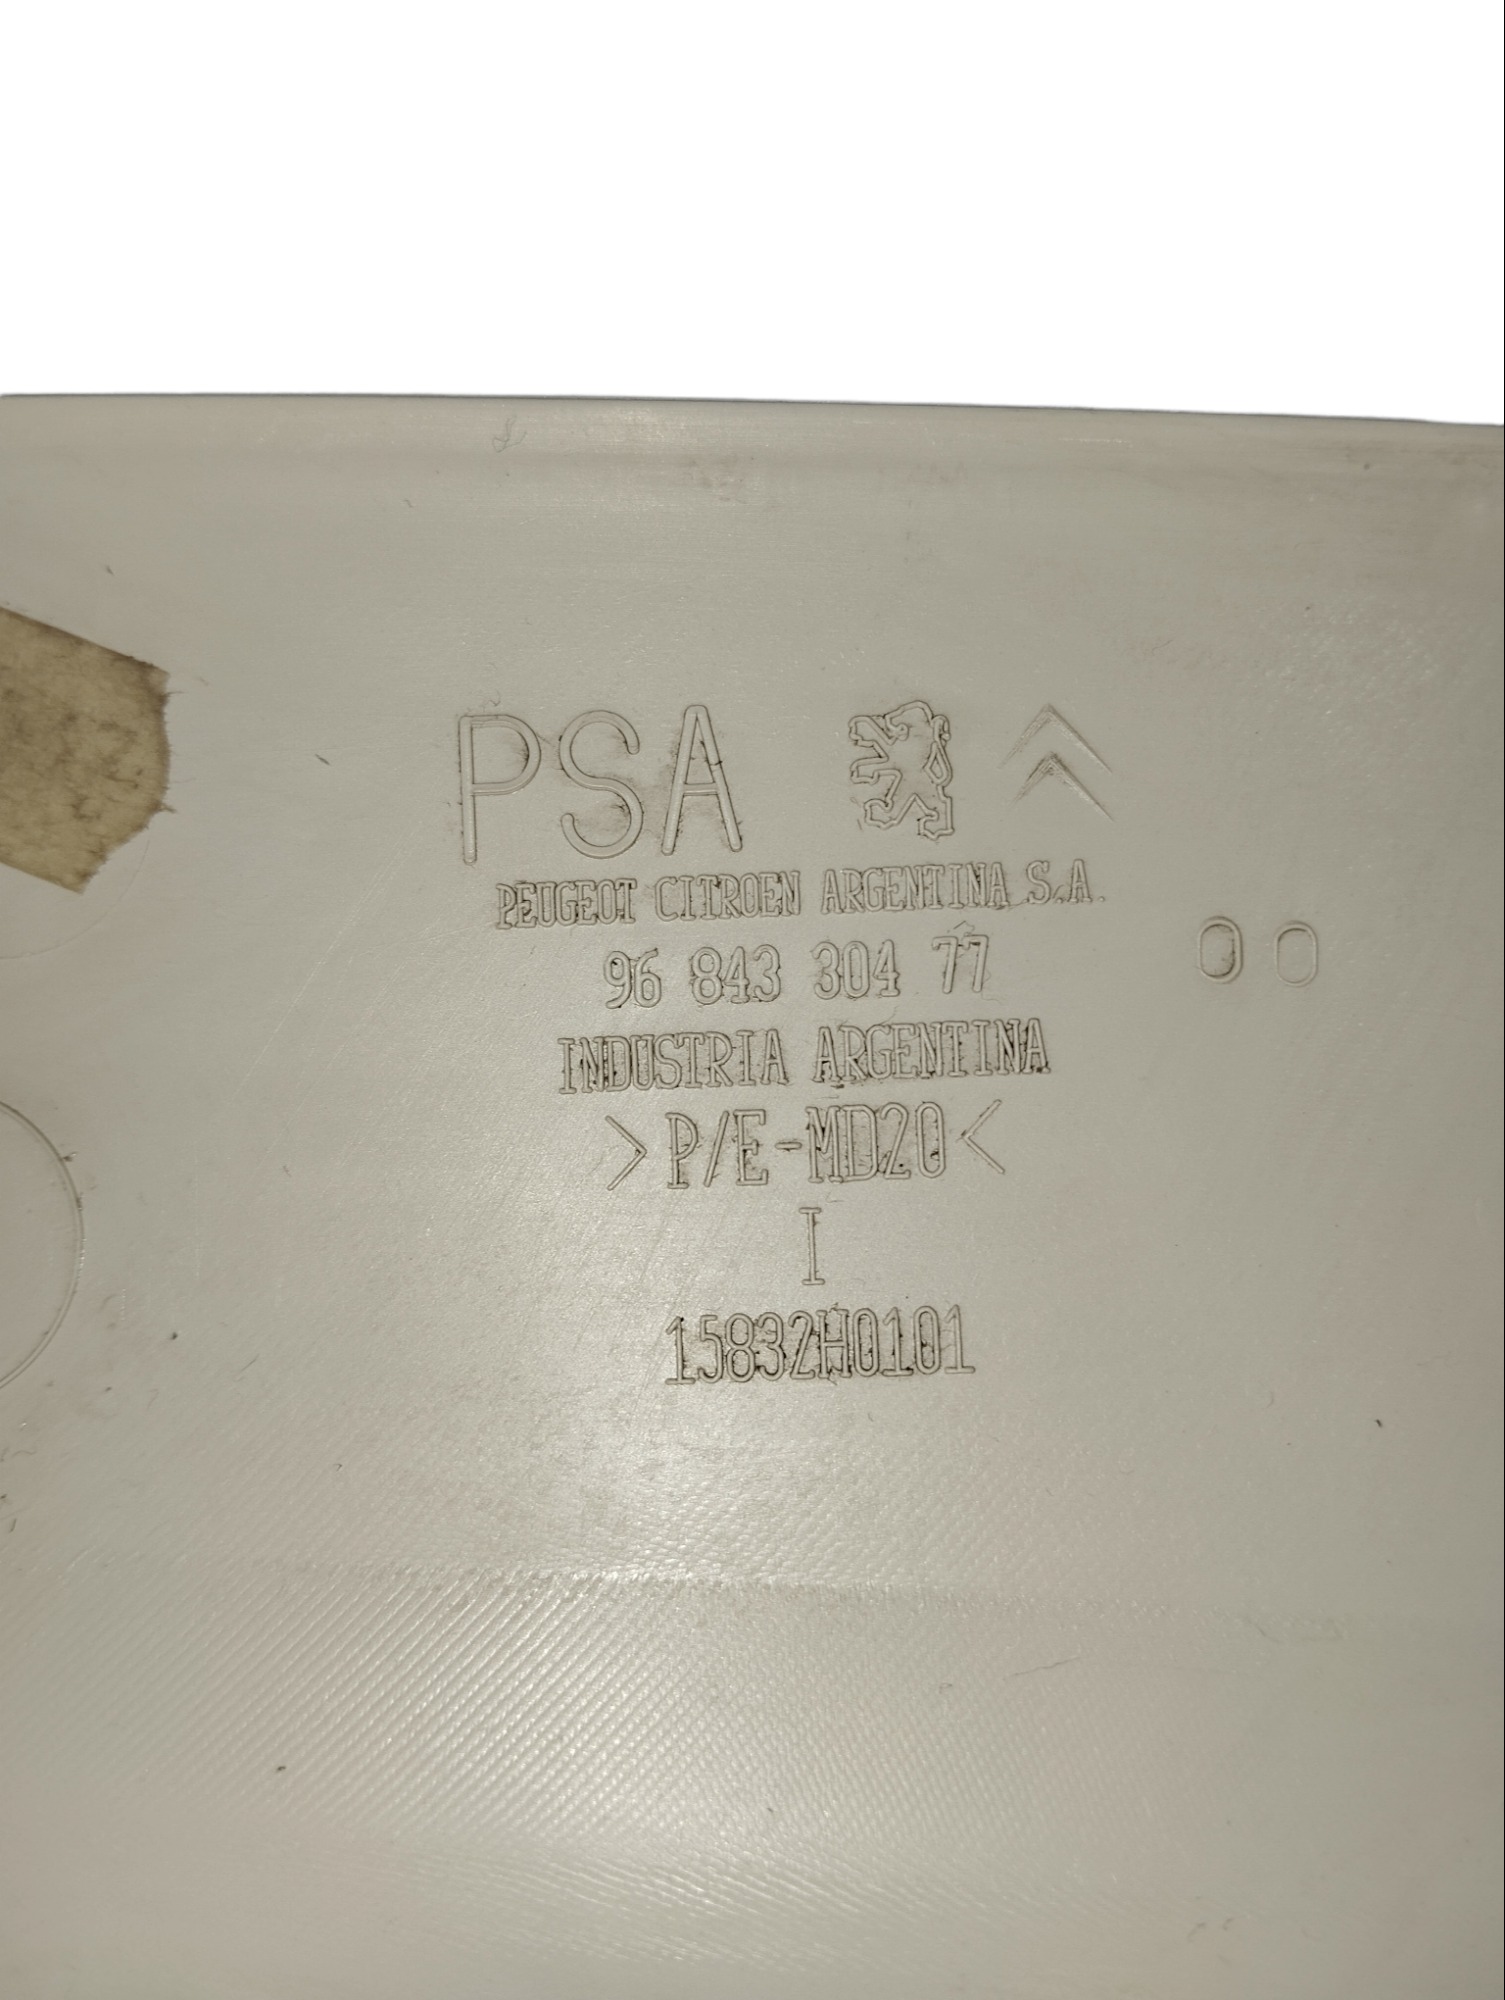 PSA
PEUGEOT CITROEN ARGENTINA S.A.
96 843 304 77
00
INDUSTRIA ARGENTINA
>P/E-MD20<
I
15832H0101